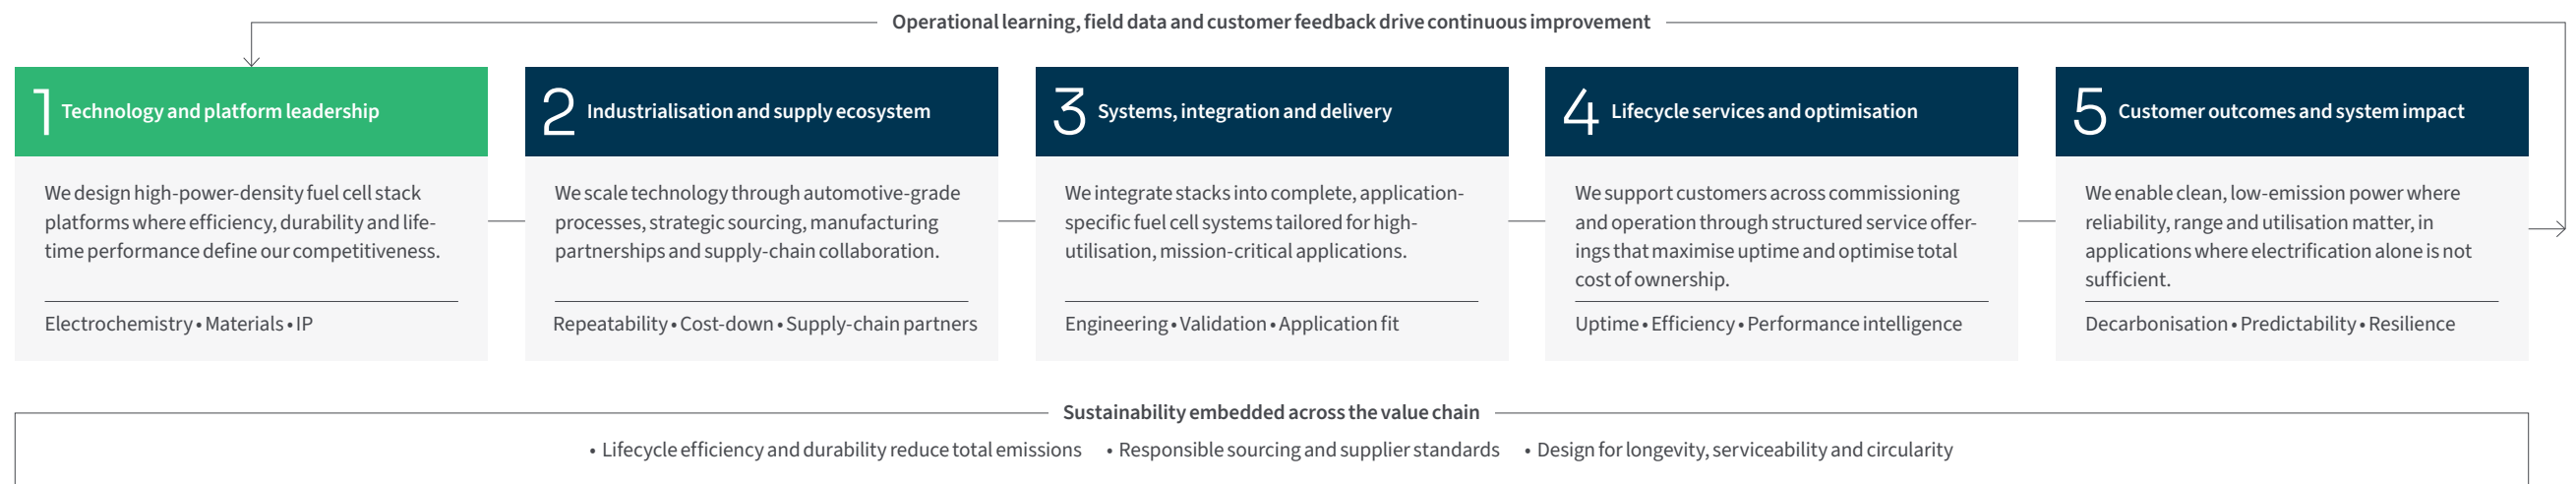 Operational learning, field data and customer feedback drive continuous improvement
1 Technology and platform leadership
We design high-power-density fuel cell stack
platforms where efficiency, durability and life-
time performance define our competitiveness.
Electrochemistry • Materials • IP
2 Industrialisation and supply ecosystem
We scale technology through automotive-grade
processes, strategic sourcing, manufacturing
partnerships and supply-chain collaboration.
Repeatability • Cost-down • Supply-chain partners
3 Systems, integration and delivery
We integrate stacks into complete, application-
specific fuel cell systems tailored for high-
utilisation, mission-critical applications.
Engineering • Validation • Application fit
4 Lifecycle services and optimisation
We support customers across commissioning
and operation through structured service offer-
ings that maximise uptime and optimise total
cost of ownership.
Uptime • Efficiency • Performance intelligence
5 Customer outcomes and system impact
We enable clean, low-emission power where
reliability, range and utilisation matter, in
applications where electrification alone is not
sufficient.
Decarbonisation • Predictability • Resilience
Sustainability embedded across the value chain
• Lifecycle efficiency and durability reduce total emissions • Responsible sourcing and supplier standards • Design for longevity, serviceability and circularity